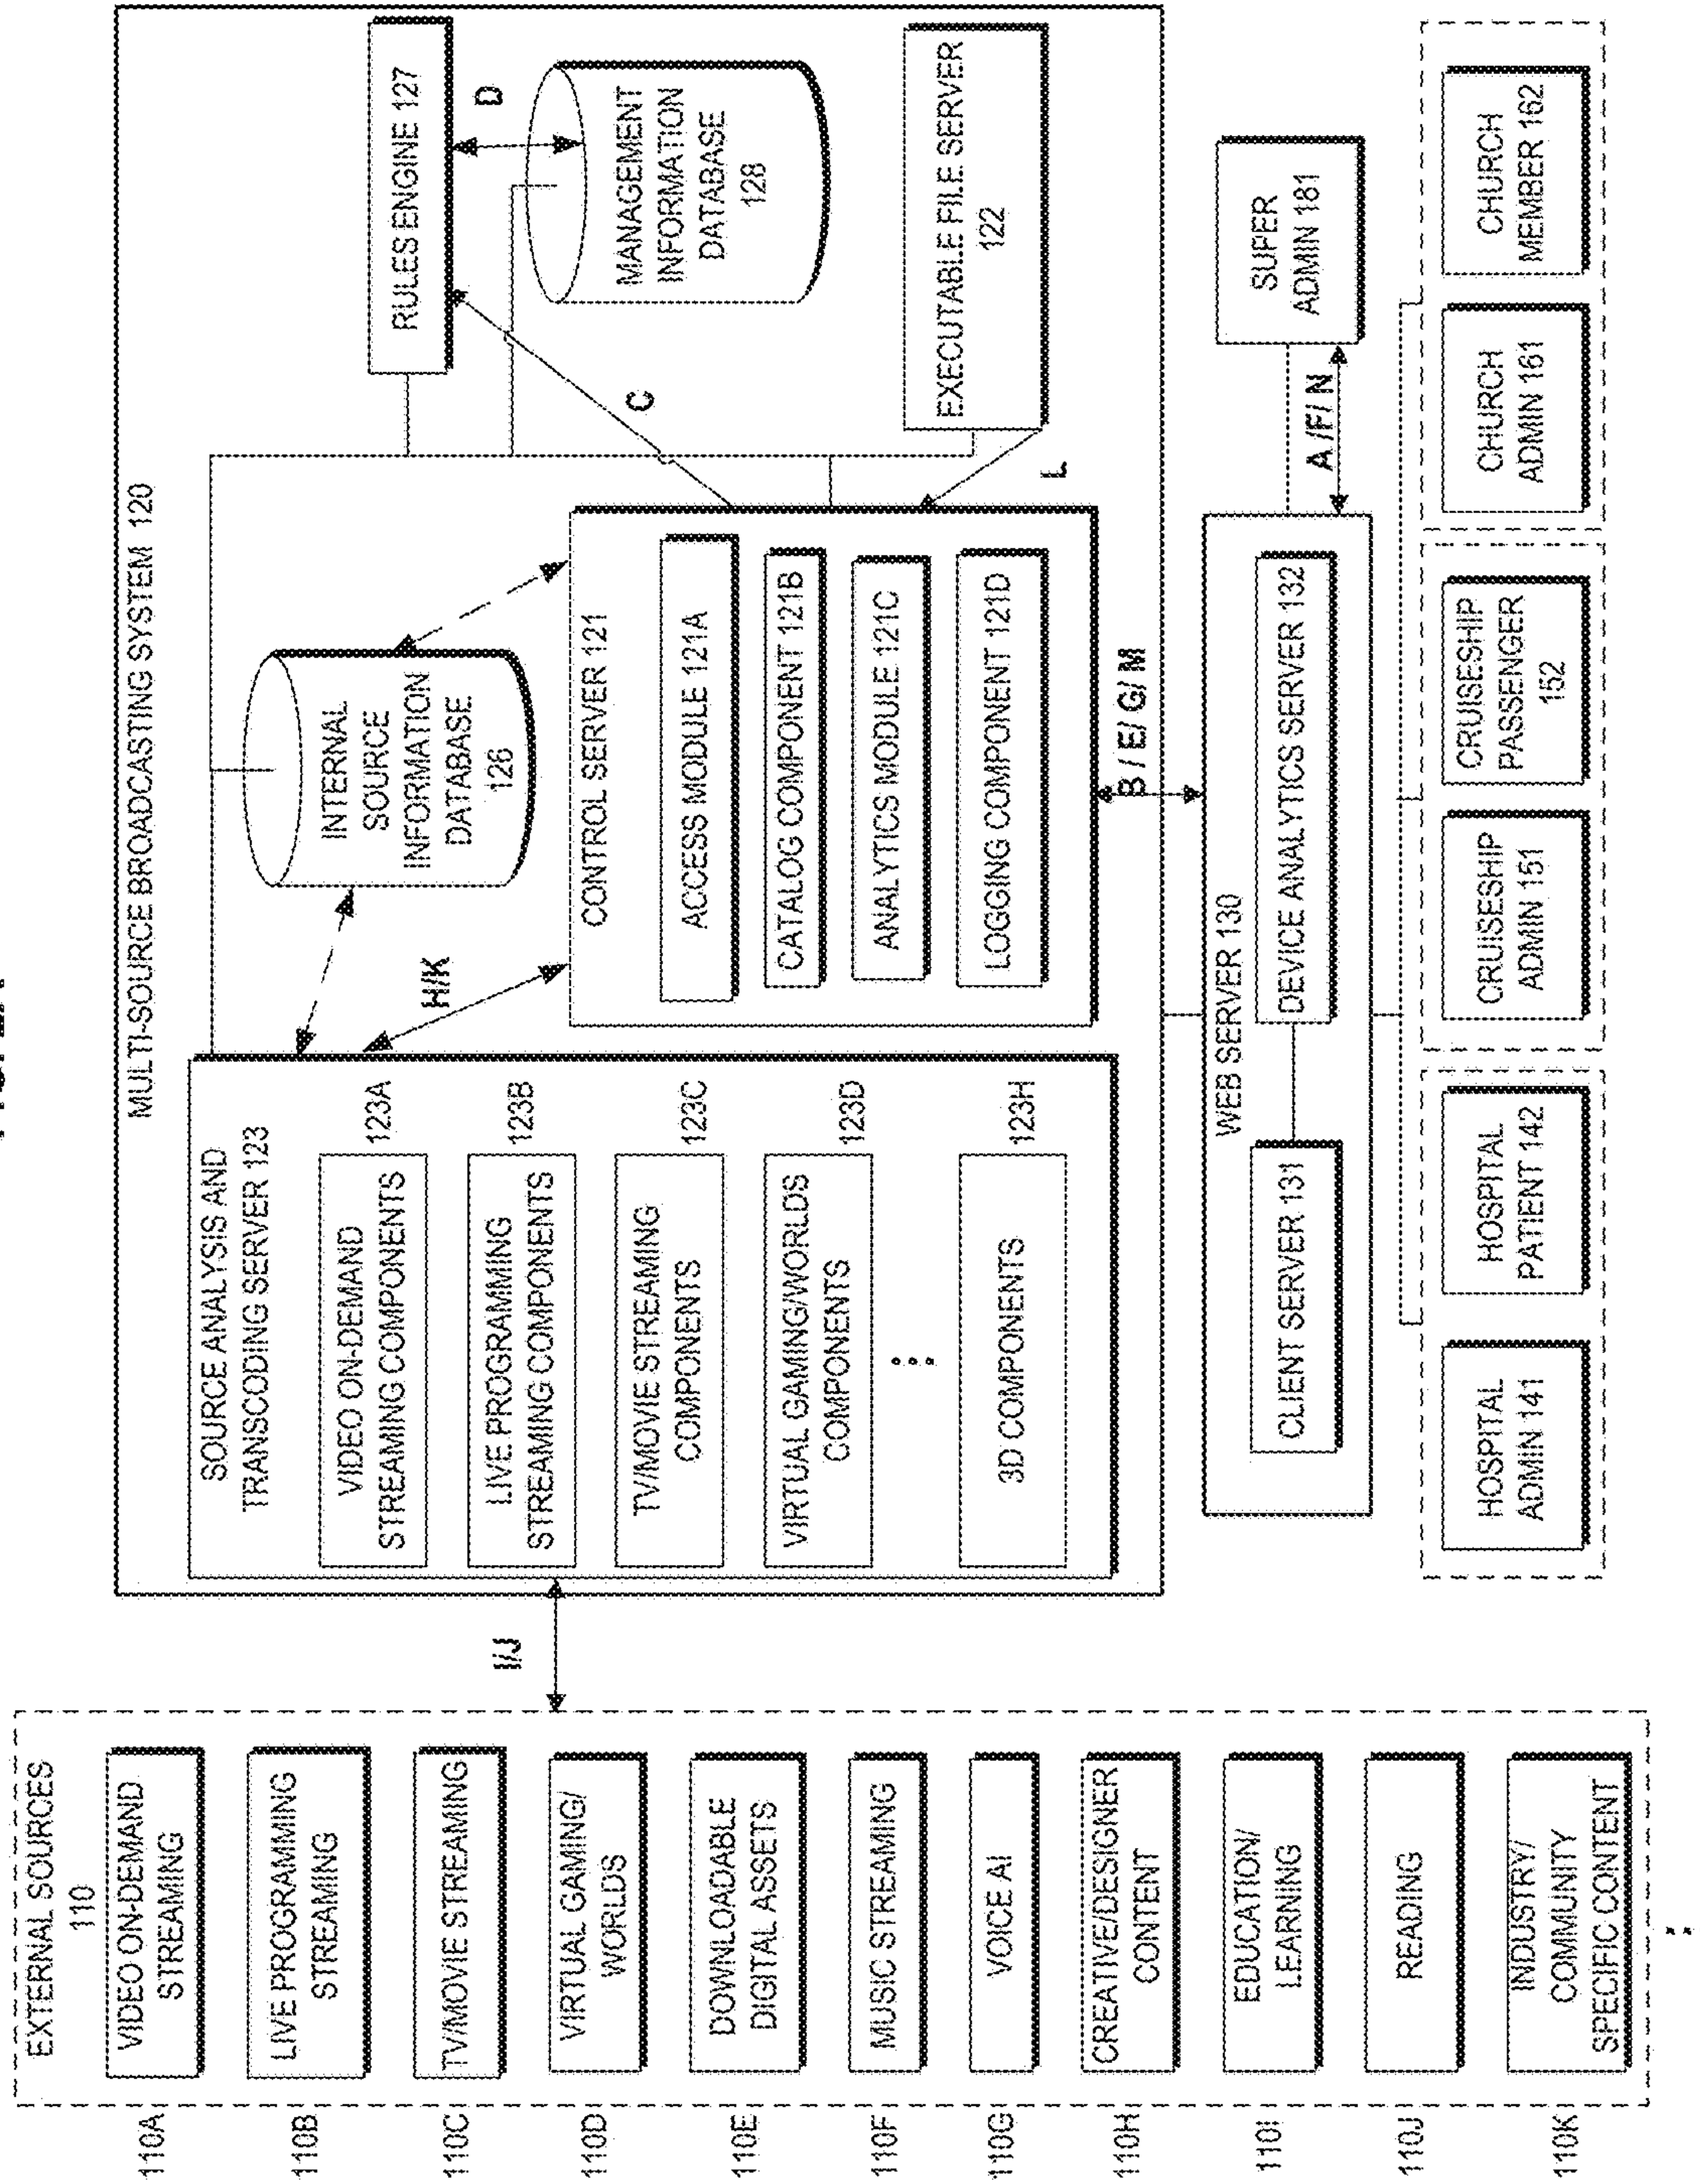 EXTERNAL SOURCES
110
110A
VIDEO ON-DEMAND
STREAMING
110B
LIVE PROGRAMMING
STREAMING
110C
TV/MOVIE STREAMING
110D
VIRTUAL GAMING/
WORLDS
110E
DOWNLOADABLE
DIGITAL ASSETS
110F
MUSIC STREAMING
110G
VOICE AI
110H
CREATIVE/DESIGNER
CONTENT
110I
EDUCATION/
LEARNING
110J
READING
110K
INDUSTRY/
COMMUNITY
SPECIFIC CONTENT
I/J
MULTI-SOURCE BROADCASTING SYSTEM 120
SOURCE ANALYSIS AND
TRANSCODING SERVER 123
VIDEO ON-DEMAND
STREAMING COMPONENTS
123A
LIVE PROGRAMMING
STREAMING COMPONENTS
123B
TV/MOVIE STREAMING
COMPONENTS
123C
VIRTUAL GAMING/WORLDS
COMPONENTS
123D
3D COMPONENTS
123H
H/K
INTERNAL
SOURCE
INFORMATION
DATABASE
126
CONTROL SERVER 121
ACCESS MODULE 121A
CATALOG COMPONENT 121B
ANALYTICS MODULE 121C
LOGGING COMPONENT 121D
C
RULES ENGINE 127
D
MANAGEMENT
INFORMATION
DATABASE
128
EXECUTABLE FILE SERVER
122
L
B / E/ G/ M
WEB SERVER 130
CLIENT SERVER 131
DEVICE ANALYTICS SERVER 132
A /F/ N
SUPER
ADMIN 181
HOSPITAL
ADMIN 141
HOSPITAL
PATIENT 142
CRUISESHIP
ADMIN 151
CRUISESHIP
PASSENGER
152
CHURCH
ADMIN 161
CHURCH
MEMBER 162